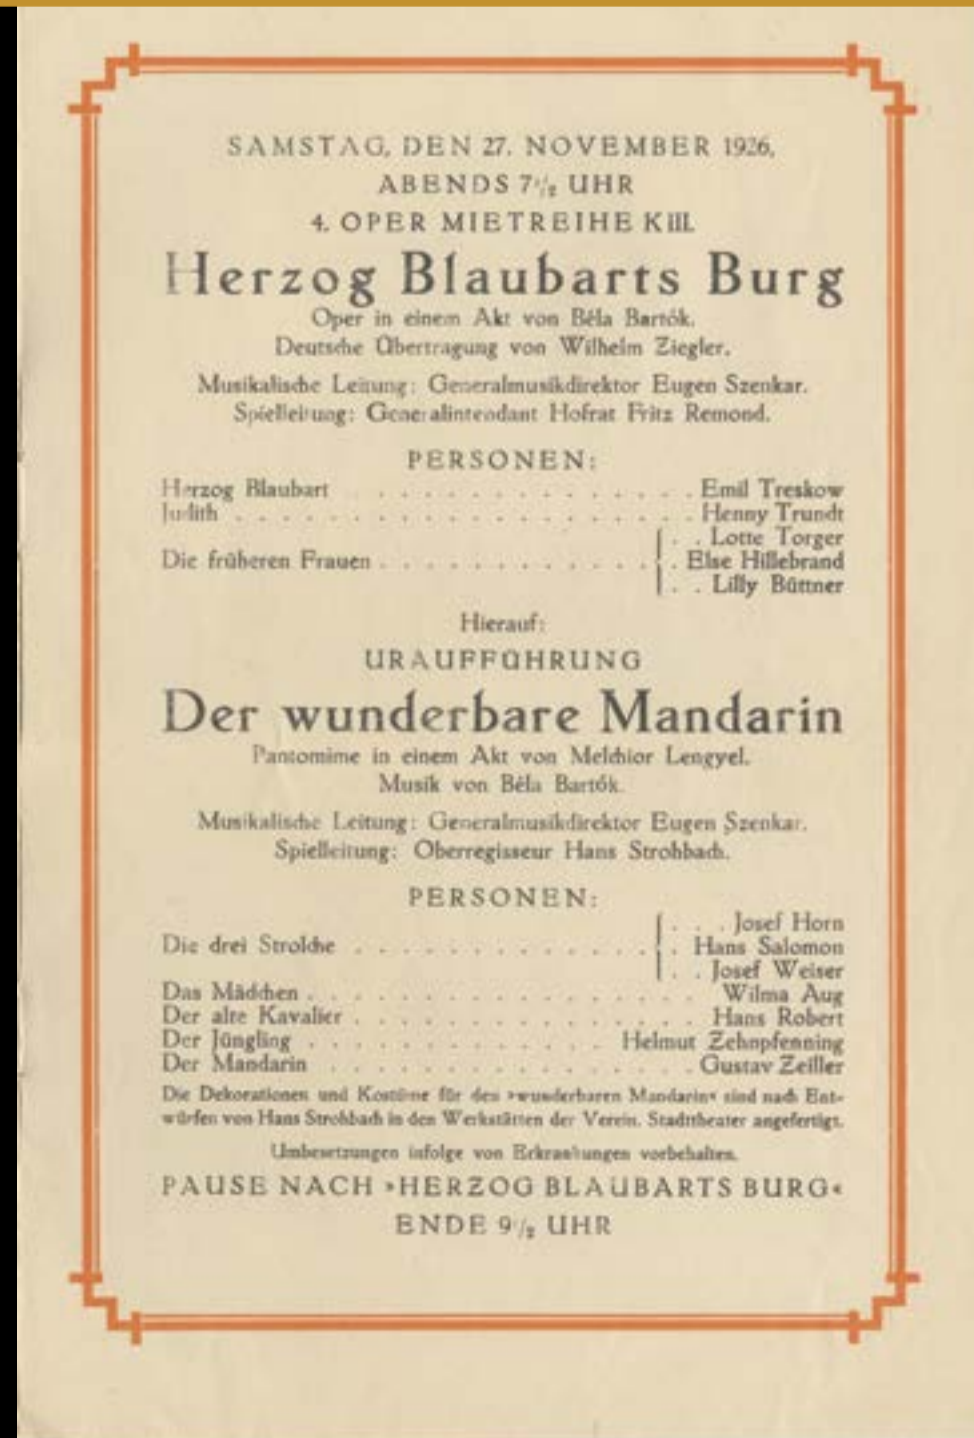 SAMSTAG, DEN 27. NOVEMBER 1926,
ABENDS 7½ UHR
4. OPER MIETREIHE K III.
Herzog Blaubarts Burg
Oper in einem Akt von Béla Bartók.
Deutsche Übertragung von Wilhelm Ziegler.
Musikalische Leitung: Generalmusikdirektor Eugen Szenkar.
Spielleitung: Generalintendant Hofrat Fritz Remond.
PERSONEN:
Herzog Blaubart . . . . . . . . . . . . . . . Emil Treskow
Judith . . . . . . . . . . . . . . . . . . . . Henny Trundt
. . Lotte Torger
Die früheren Frauen . . . . . . . . . . . . . . Else Hillebrand
. . Lilly Büttner
Hierauf:
URAUFFÜHRUNG
Der wunderbare Mandarin
Pantomime in einem Akt von Melchior Lengyel.
Musik von Béla Bartók.
Musikalische Leitung: Generalmusikdirektor Eugen Szenkar.
Spielleitung: Oberregisseur Hans Strohbach.
PERSONEN:
. . . Josef Horn
Die drei Strolche . . . . . . . . . . . . . . Hans Salomon
. . Josef Weiser
Das Mädchen . . . . . . . . . . . . . . . . . . Wilma Aug
Der alte Kavalier . . . . . . . . . . . . . . . Hans Robert
Der Jüngling . . . . . . . . . . . . . Helmut Zehnpfenning
Der Mandarin . . . . . . . . . . . . . . . . Gustav Zeiller
Die Dekorationen und Kostüme für den »wunderbaren Mandarin« sind nach Ent-
würfen von Hans Strohbach in den Werkstätten der Verein. Stadttheater angefertigt.
Umbesetzungen infolge von Erkrankungen vorbehalten.
PAUSE NACH »HERZOG BLAUBARTS BURG«
ENDE 9½ UHR